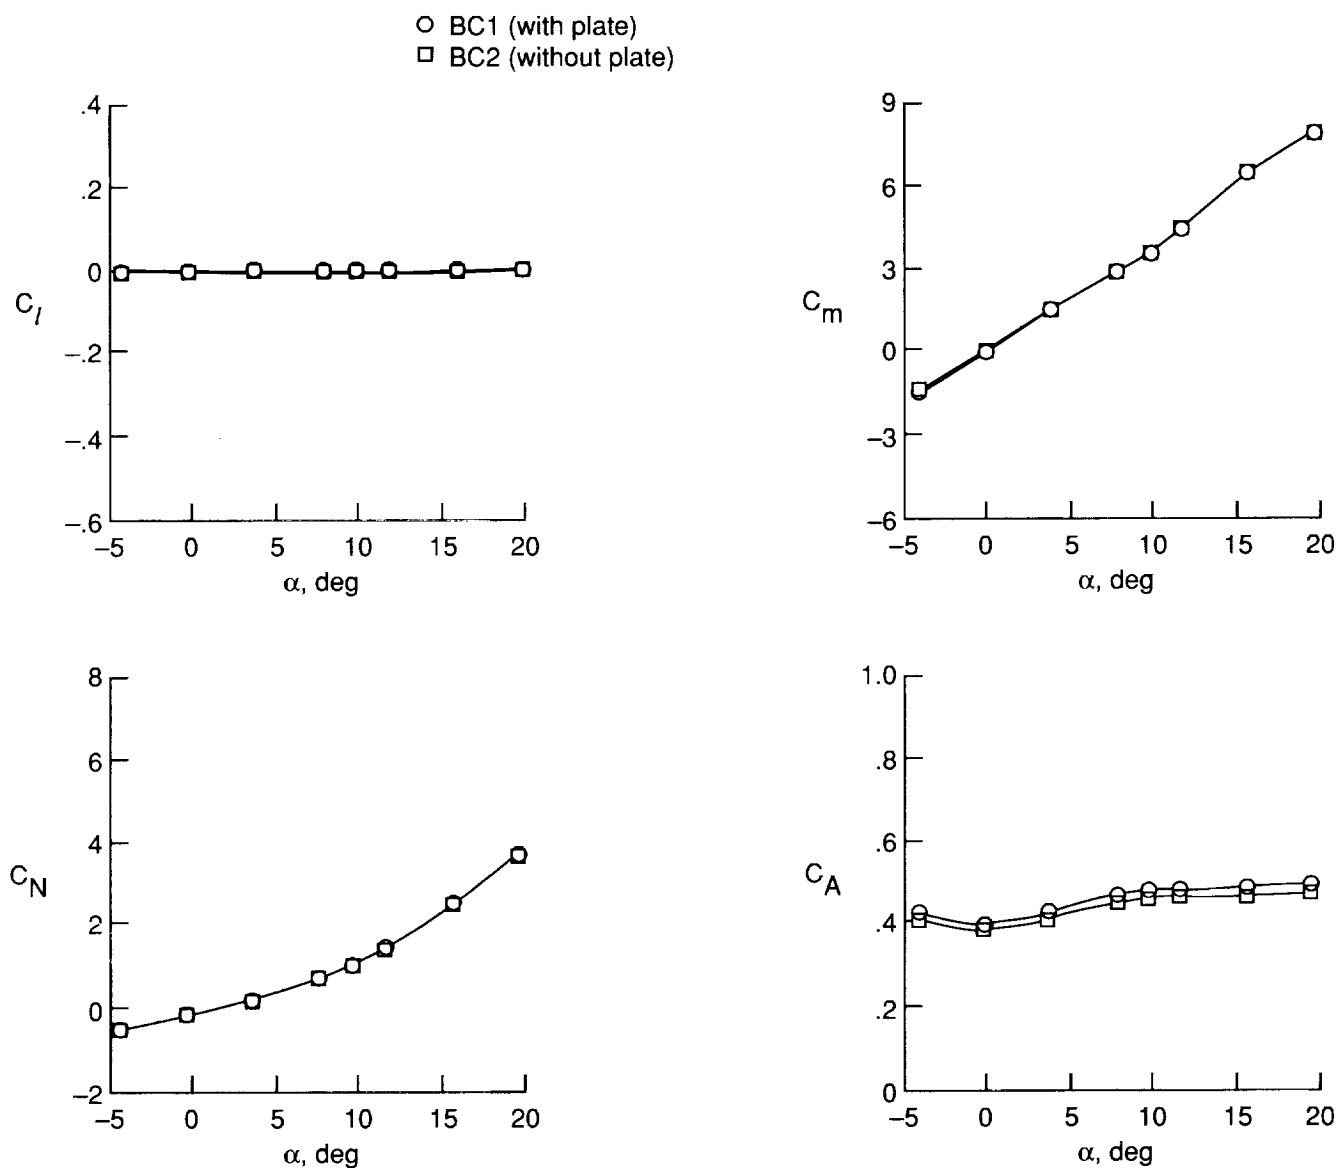 BC1 (with plate)
BC2 (without plate)
.4
.2
0
–.2
–.4
–.6
C_l
–5 0 5 10 15 20
α, deg
9
6
3
0
–3
–6
C_m
–5 0 5 10 15 20
α, deg
8
6
4
2
0
–2
C_N
–5 0 5 10 15 20
α, deg
1.0
.8
.6
.4
.2
0
C_A
–5 0 5 10 15 20
α, deg